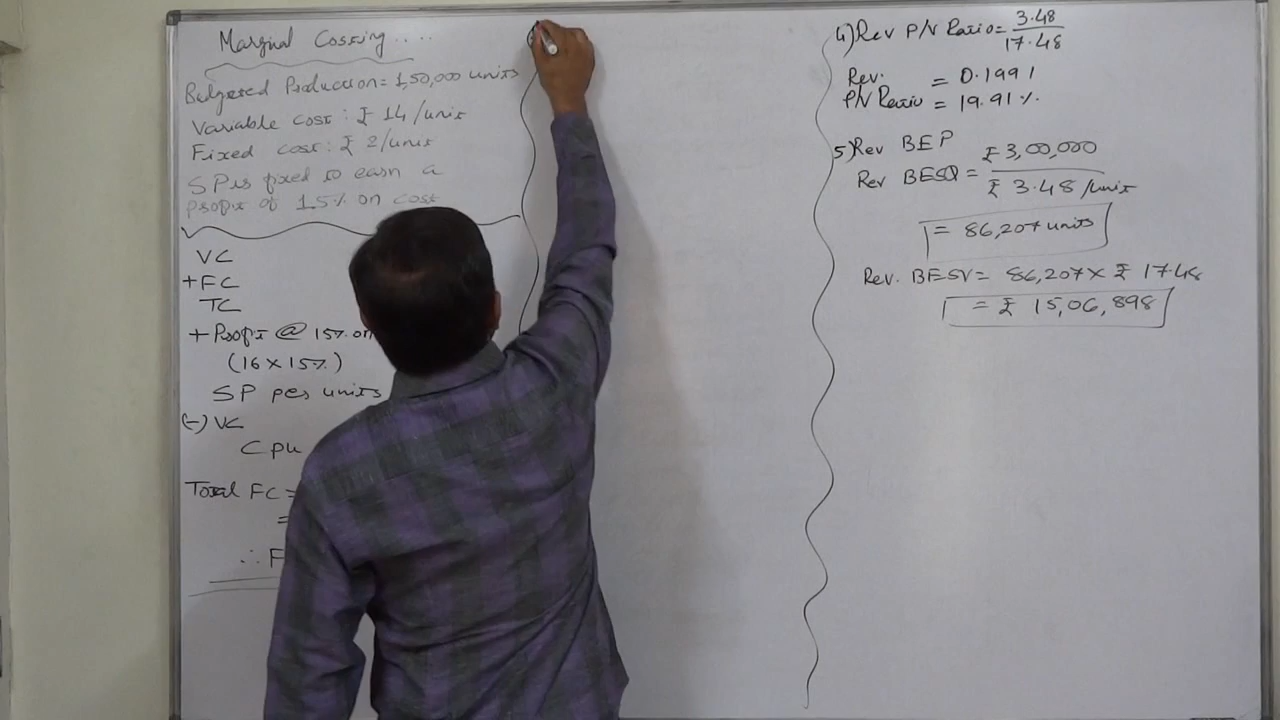 Marginal Costing....
Budgeted Production = 1,50,000 units
Variable cost : ₹ 14/unit
Fixed cost : ₹ 2/unit
SP is fixed to earn a
profit of 15% on cost
VC
+FC
TC
+ Profit @ 15% on
(16 x 15%)
SP per units
(-) VC
C pu
Total FC =
=
∴ F
4) Rev P/V Ratio = 3.48
17.48
Rev.
P/V Ratio
= 0.1991
= 19.91%
5) Rev BEP
Rev BESQ = ₹ 3,00,000
₹ 3.48/unit
= 86,207 units
Rev. BESV = 86,207 x ₹ 17.48
= ₹ 15,06,898